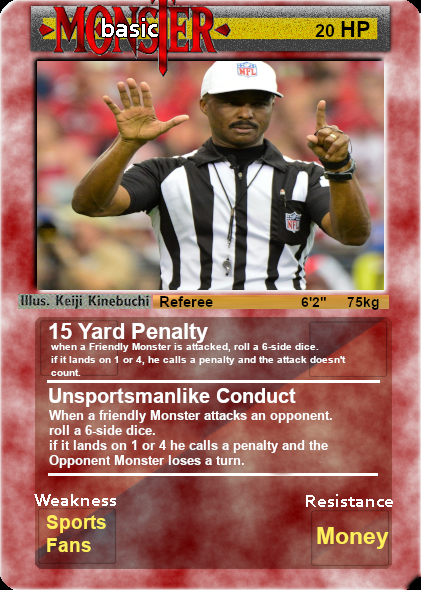 MONSTER
basic
20 HP
NFL
NFL
Illus. Keiji Kinebuchi Referee 6'2" 75kg
15 Yard Penalty
when a Friendly Monster is attacked, roll a 6-side dice.
if it lands on 1 or 4, he calls a penalty and the attack doesn't
count.
Unsportsmanlike Conduct
When a friendly Monster attacks an opponent.
roll a 6-side dice.
if it lands on 1 or 4 he calls a penalty and the
Opponent Monster loses a turn.
Weakness Resistance
Sports
Fans
Money